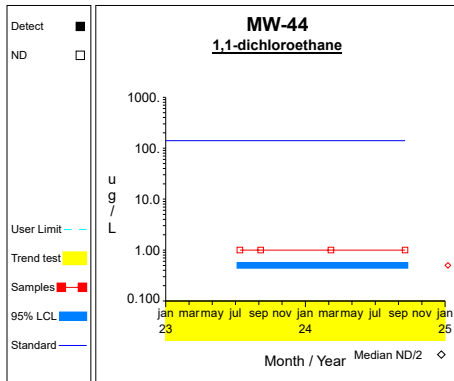 Detect
ND
User Limit
Trend test
Samples
95% LCL
Standard
MW-44
1,1-dichloroethane
ug/L
1000.
100.
10.0
1.00
0.100
jan mar may jul sep nov jan mar may jul sep nov jan
23 24 25
Month / Year
Median ND/2